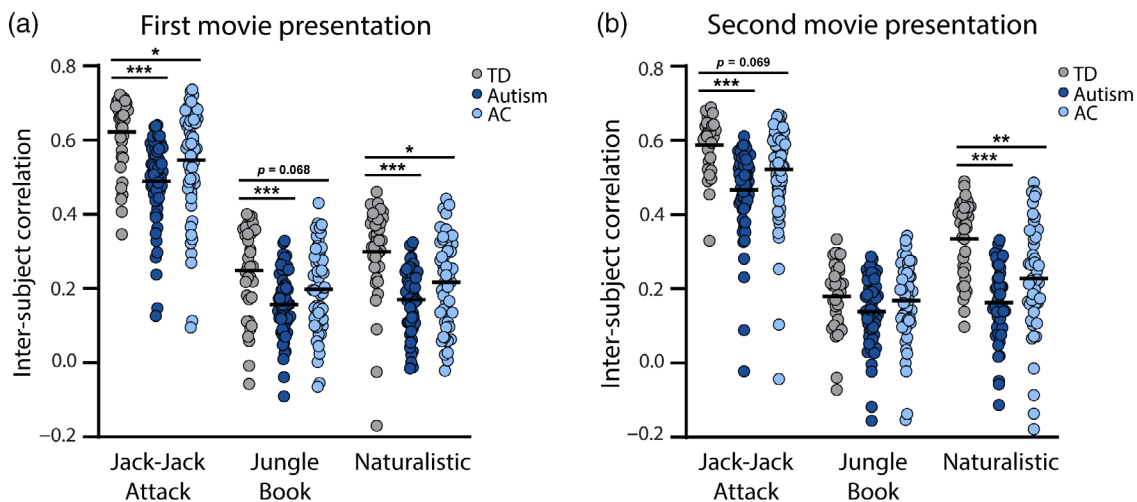 (a) First movie presentation
*
***
p = 0.068
***
*
***
TD
Autism
AC
Inter-subject correlation
0.8
0.6
0.4
0.2
0.0
−0.2
Jack-Jack
Attack
Jungle
Book
Naturalistic
(b) Second movie presentation
p = 0.069
***
**
***
TD
Autism
AC
Inter-subject correlation
0.8
0.6
0.4
0.2
0.0
−0.2
Jack-Jack
Attack
Jungle
Book
Naturalistic